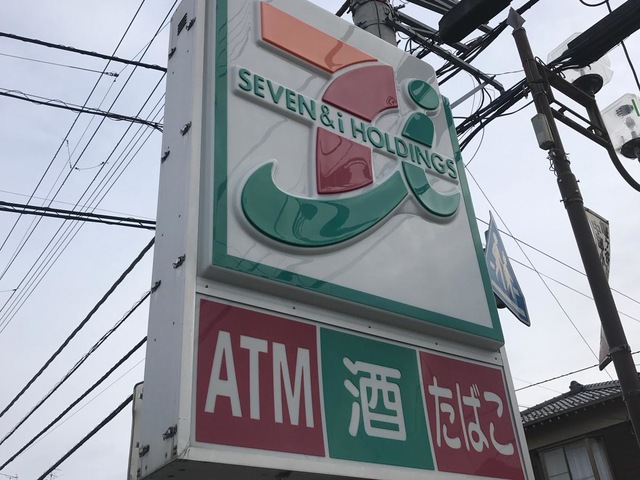 SEVEN & i HOLDINGS
ATM
酒
たばこ